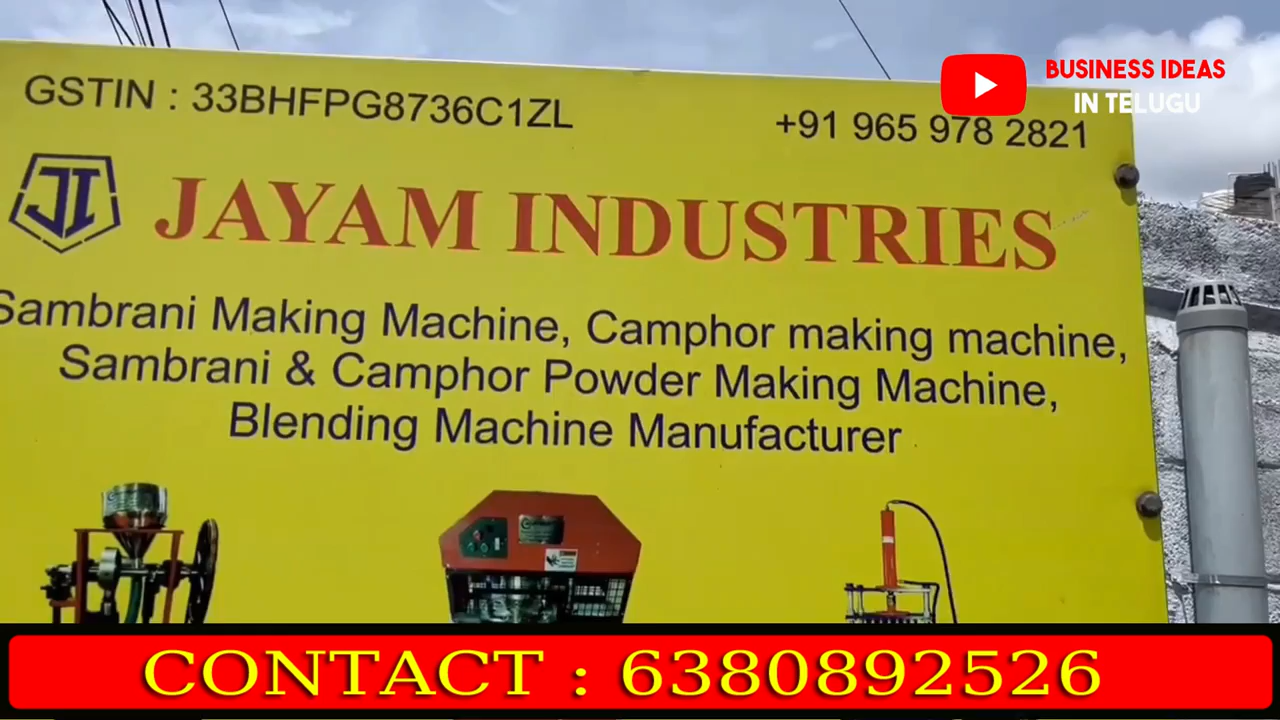 BUSINESS IDEAS
IN TELUGU
GSTIN : 33BHFPG8736C1ZL
+91 965 978 2821
JI
JAYAM INDUSTRIES
Sambrani Making Machine, Camphor making machine,
Sambrani & Camphor Powder Making Machine,
Blending Machine Manufacturer
CONTACT : 6380892526